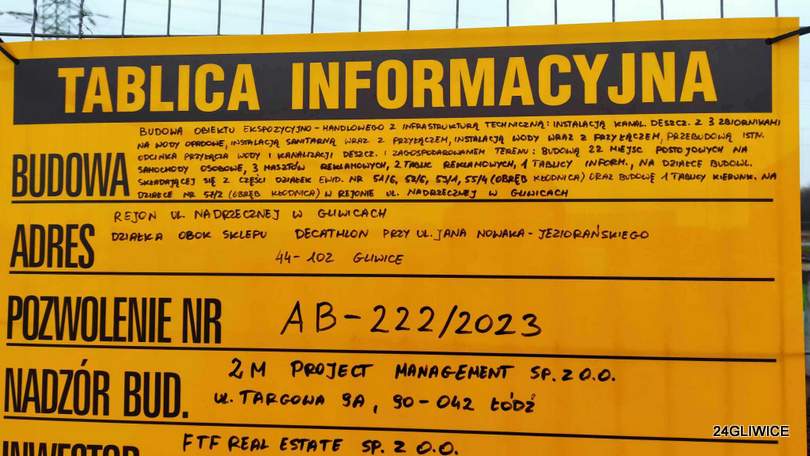 TABLICA INFORMACYJNA
BUDOWA
BUDOWA OBIEKTU EKSPOZYCYJNO-HANDLOWEGO Z INFRASTRUKTURĄ TECHNICZNĄ: INSTALACJĄ KANAL. DESZCZ. Z 3 ZBIORNIKAMI
NA WODY OPADOWE, INSTALACJĄ SANITARNĄ WRAZ Z PRZYŁĄCZEM, INSTALACJĄ WODY WRAZ Z PRZYŁĄCZEM, PRZEBUDOWĄ ISTN.
ODCINKA PRZYŁĄCZA WODY I KANALIZACJI DESZCZ. I ZAGOSPODAROWANIEM TERENU: BUDOWĄ 22 MIEJSC POSTOJOWYCH NA
SAMOCHODY OSOBOWE, 3 MASZTÓW REKLAMOWYCH, 2 TABLIC REKLAMOWYCH, 1 TABLICY INFORM., NA DZIAŁCE BUDOWL.
SKŁADAJĄCEJ SIĘ Z CZĘŚCI DZIAŁEK EWID. NR 51/6, 52/5, 53/1, 55/4 (OBRĘB KŁODNICA) ORAZ BUDOWĘ 1 TABLICY KIERUNK. NA
DZIAŁCE NR 57/2 (OBRĘB KŁODNICA) W REJONIE UL. NADRZECZNEJ W GLIWICACH
ADRES
REJON UL. NADRZECZNEJ W GLIWICACH
DZIAŁKA OBOK SKLEPU DECATHLON PRZY UL. JANA NOWAKA-JEZIORAŃSKIEGO
44-102 GLIWICE
POZWOLENIE NR AB-222/2023
NADZÓR BUD.
2M PROJECT MANAGEMENT SP. Z O.O.
UL. TARGOWA 9A, 90-042 ŁÓDŹ
INWESTOR FTF REAL ESTATE SP. Z O.O.
24GLIWICE